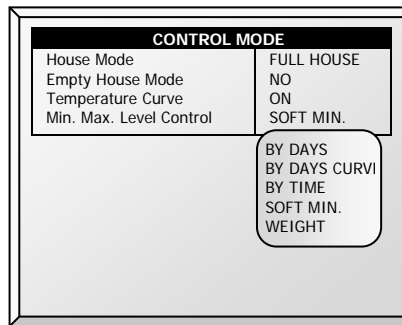 CONTROL MODE
House Mode FULL HOUSE
Empty House Mode NO
Temperature Curve ON
Min. Max. Level Control SOFT MIN.
BY DAYS
BY DAYS CURVI
BY TIME
SOFT MIN.
WEIGHT